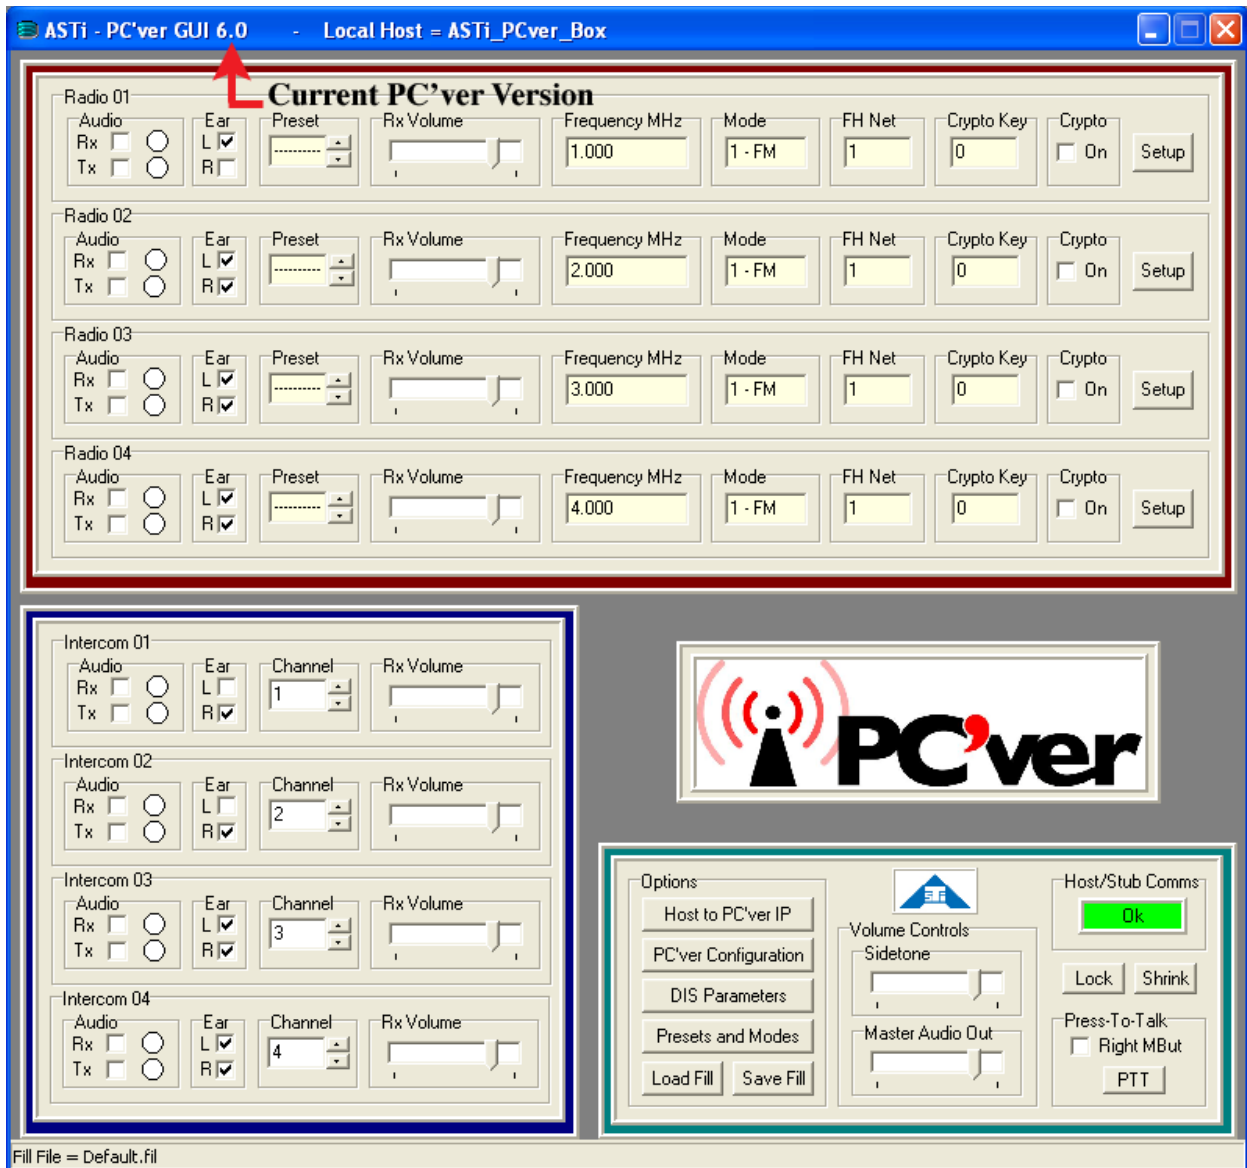 ASTi - PC'ver GUI 6.0 - Local Host = ASTi_PCver_Box
Current PC’ver Version
Radio 01
Audio Ear Preset Rx Volume Frequency MHz Mode FH Net Crypto Key Crypto
Rx L --------- 1.000 1 - FM 1 0 On Setup
Tx R
Radio 02
Audio Ear Preset Rx Volume Frequency MHz Mode FH Net Crypto Key Crypto
Rx L --------- 2.000 1 - FM 1 0 On Setup
Tx R
Radio 03
Audio Ear Preset Rx Volume Frequency MHz Mode FH Net Crypto Key Crypto
Rx L --------- 3.000 1 - FM 1 0 On Setup
Tx R
Radio 04
Audio Ear Preset Rx Volume Frequency MHz Mode FH Net Crypto Key Crypto
Rx L --------- 4.000 1 - FM 1 0 On Setup
Tx R
Intercom 01
Audio Ear Channel Rx Volume
Rx L 1
Tx R
Intercom 02
Audio Ear Channel Rx Volume
Rx L 2
Tx R
Intercom 03
Audio Ear Channel Rx Volume
Rx L 3
Tx R
Intercom 04
Audio Ear Channel Rx Volume
Rx L 4
Tx R
PC'ver
Options
Host to PC'ver IP
PC'ver Configuration
DIS Parameters
Presets and Modes
Load Fill Save Fill
ASTi
Volume Controls
Sidetone
Master Audio Out
Host/Stub Comms
Ok
Lock Shrink
Press-To-Talk
Right MBut
PTT
Fill File = Default.fil